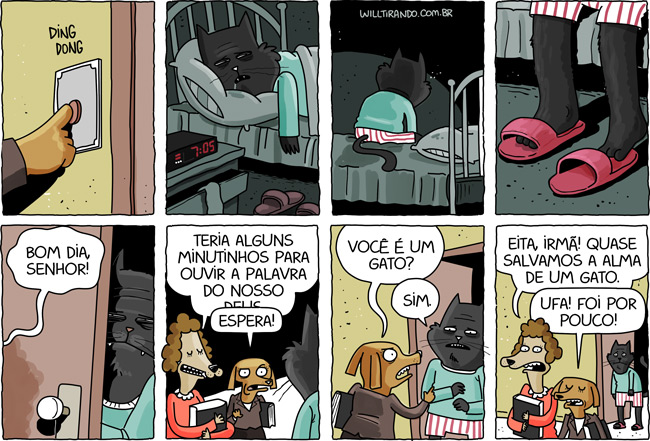 DING
DONG
7:05
WILLTIRANDO.COM.BR
BOM DIA,
SENHOR!
TERIA ALGUNS
MINUTINHOS PARA
OUVIR A PALAVRA
DO NOSSO
DEUS
ESPERA!
VOCÊ É UM
GATO?
SIM.
EITA, IRMÃ! QUASE
SALVAMOS A ALMA
DE UM GATO.
UFA! FOI POR
POUCO!